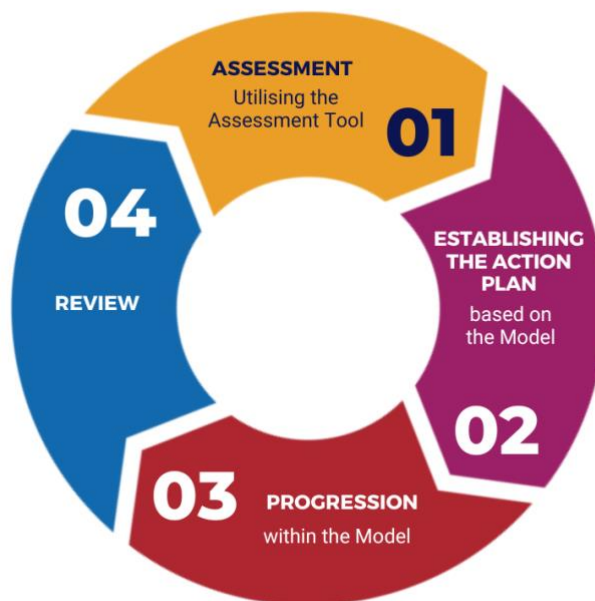 ASSESSMENT
Utilising the
Assessment Tool
01
ESTABLISHING
THE ACTION
PLAN
based on
the Model
02
03
PROGRESSION
within the Model
04
REVIEW